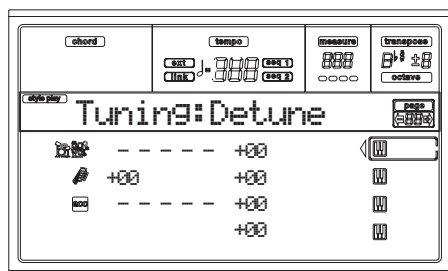 chord tempo measure transpose
ext seq 1
link seq 2
octave
style play
Tuning:Detune
page
- - - - - +00
+00 +00
acc - - - - - +00
+00